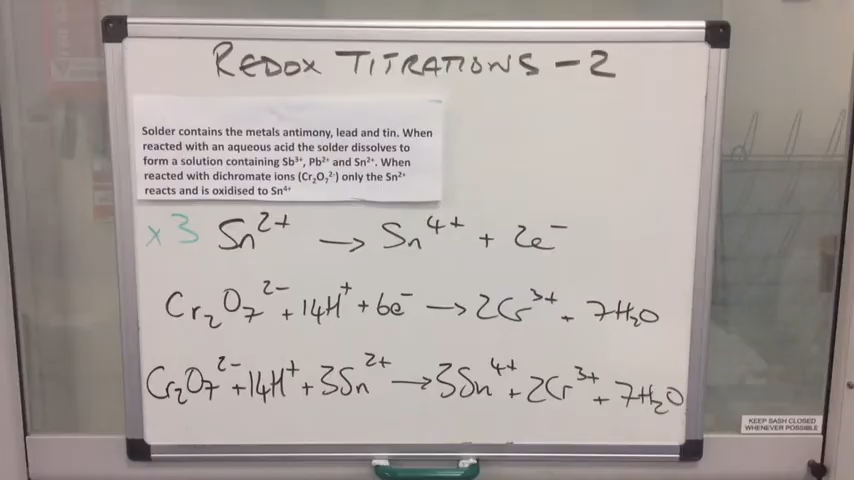 REDOX TITRATIONS - 2
Solder contains the metals antimony, lead and tin. When
reacted with an aqueous acid the solder dissolves to
form a solution containing Sb³⁺, Pb²⁺ and Sn²⁺. When
reacted with dichromate ions (Cr₂O₇²⁻) only the Sn²⁺
reacts and is oxidised to Sn⁴⁺
x 3 Sn²⁺ → Sn⁴⁺ + 2e⁻
Cr₂O₇²⁻ + 14H⁺ + 6e⁻ → 2Cr³⁺ + 7H₂O
Cr₂O₇²⁻ + 14H⁺ + 3Sn²⁺ → 3Sn⁴⁺ + 2Cr³⁺ + 7H₂O
KEEP SASH CLOSED
WHENEVER POSSIBLE